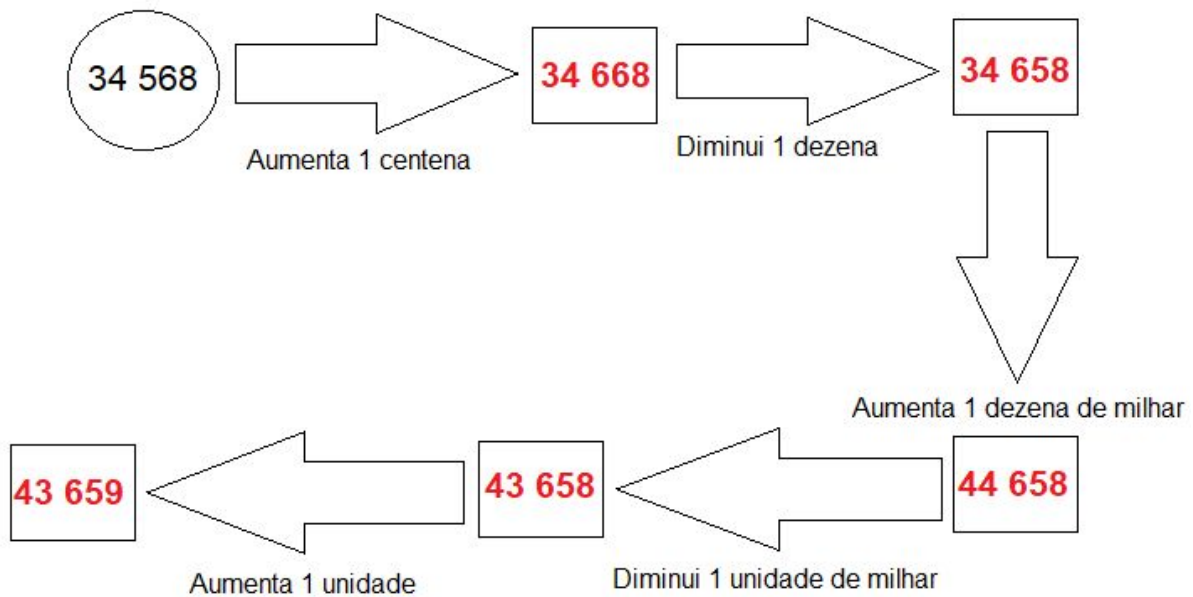 34 568
Aumenta 1 centena
34 668
Diminui 1 dezena
34 658
Aumenta 1 dezena de milhar
44 658
Diminui 1 unidade de milhar
43 658
Aumenta 1 unidade
43 659